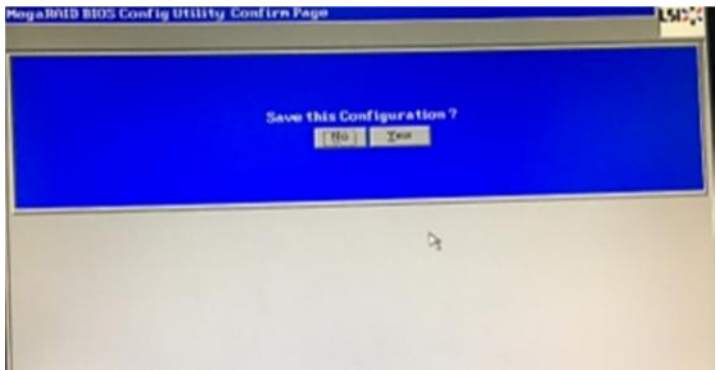 MegaRAID BIOS Config Utility Confirm Page
LSI
Save this Configuration ?
No Yes